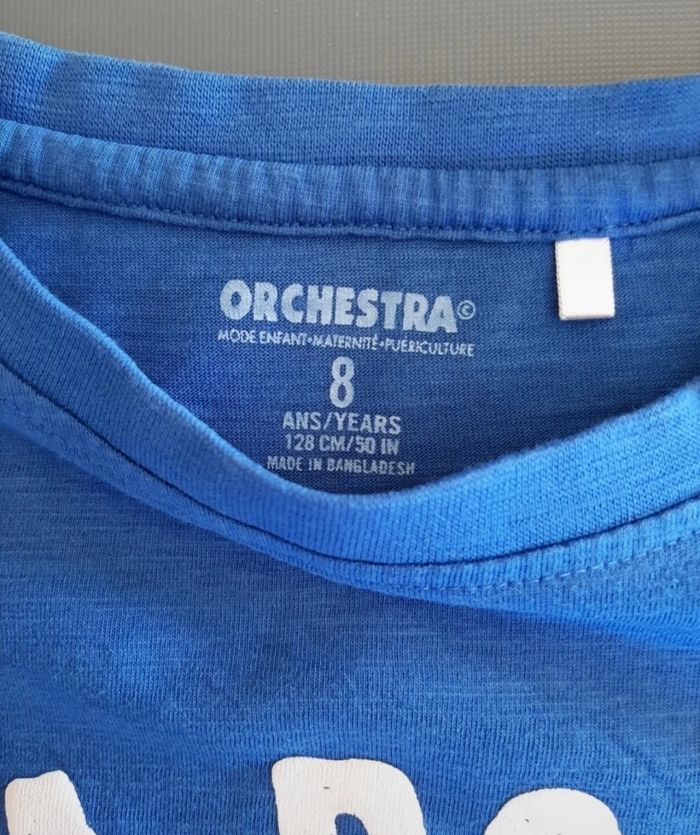 ORCHESTRA©
MODE ENFANT•MATERNITÉ•PUERICULTURE
8
ANS/YEARS
128 CM/50 IN
MADE IN BANGLADESH